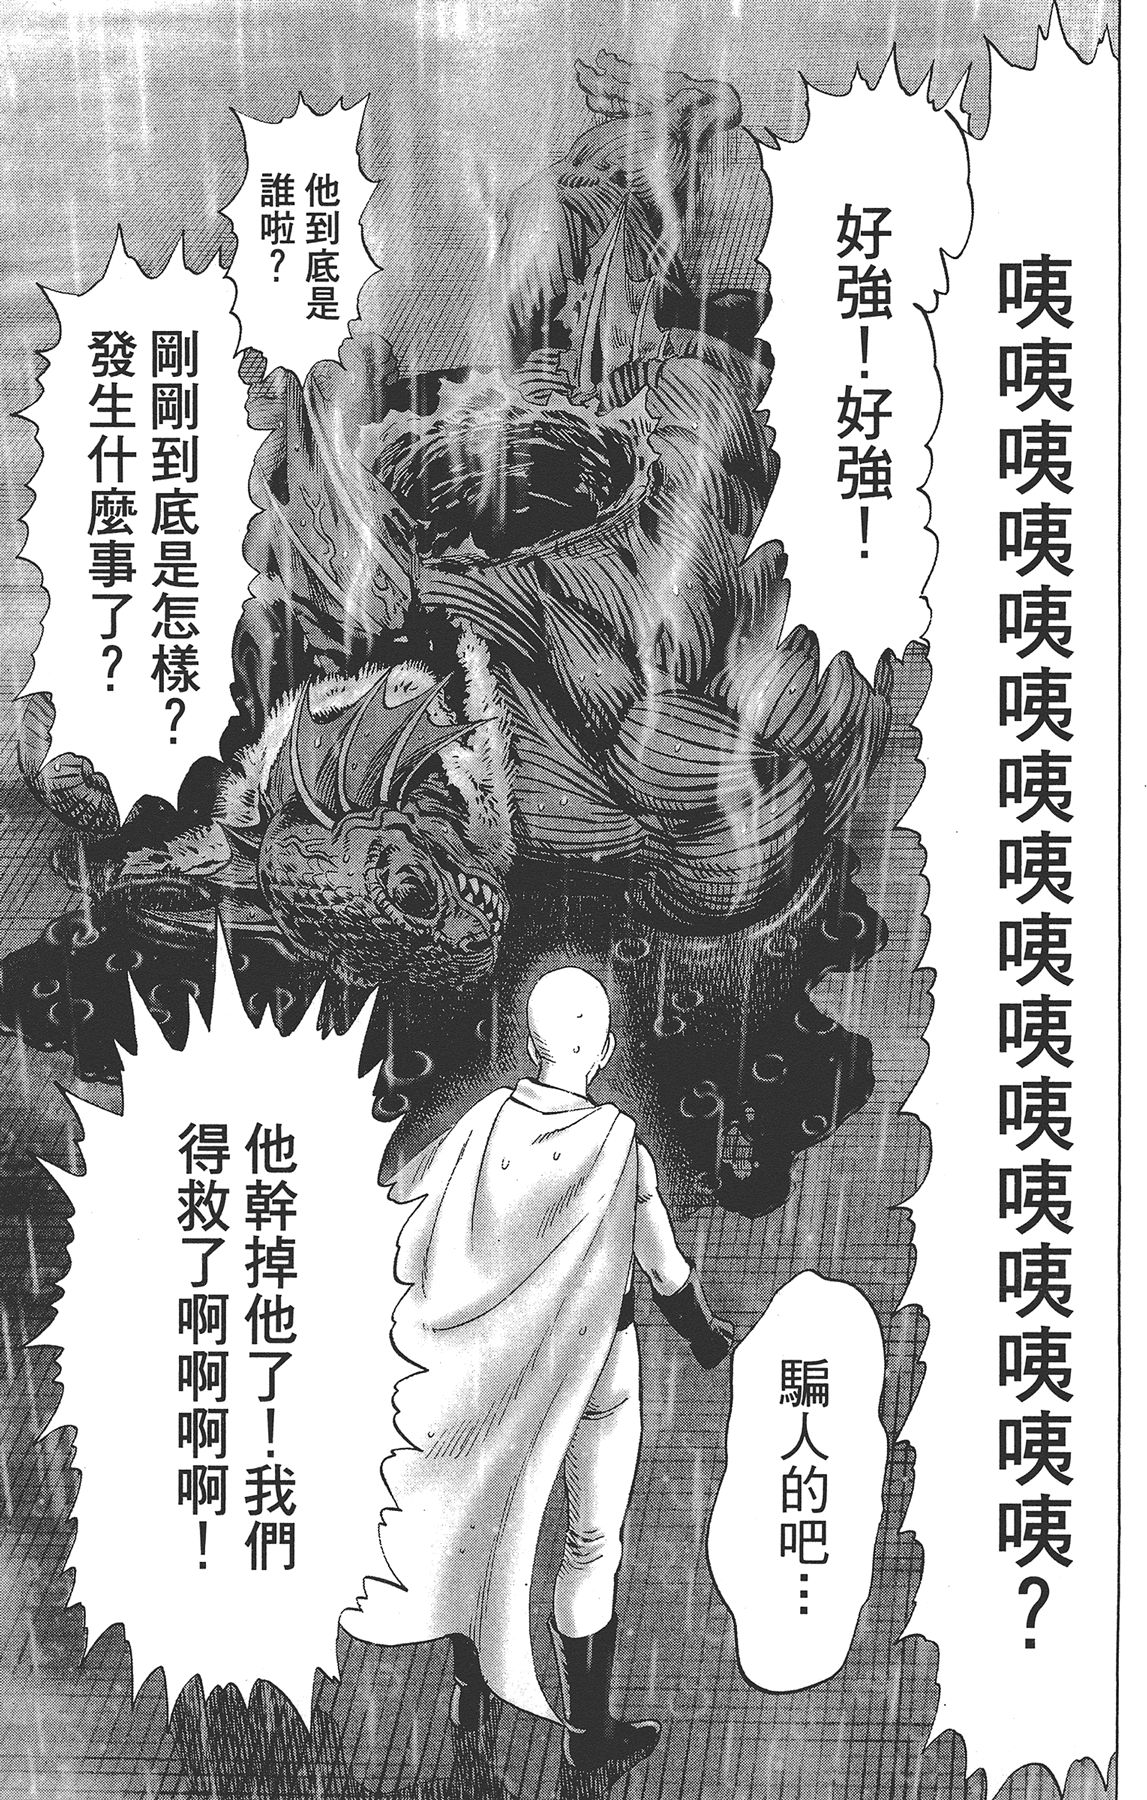 咦咦咦咦咦咦咦咦咦咦咦咦咦咦咦咦？
好強！好強！
騙人的吧…
他到底是
誰啦？
剛剛到底是怎樣？
發生什麼事了？
他幹掉他了！我們
得救了啊啊啊啊！